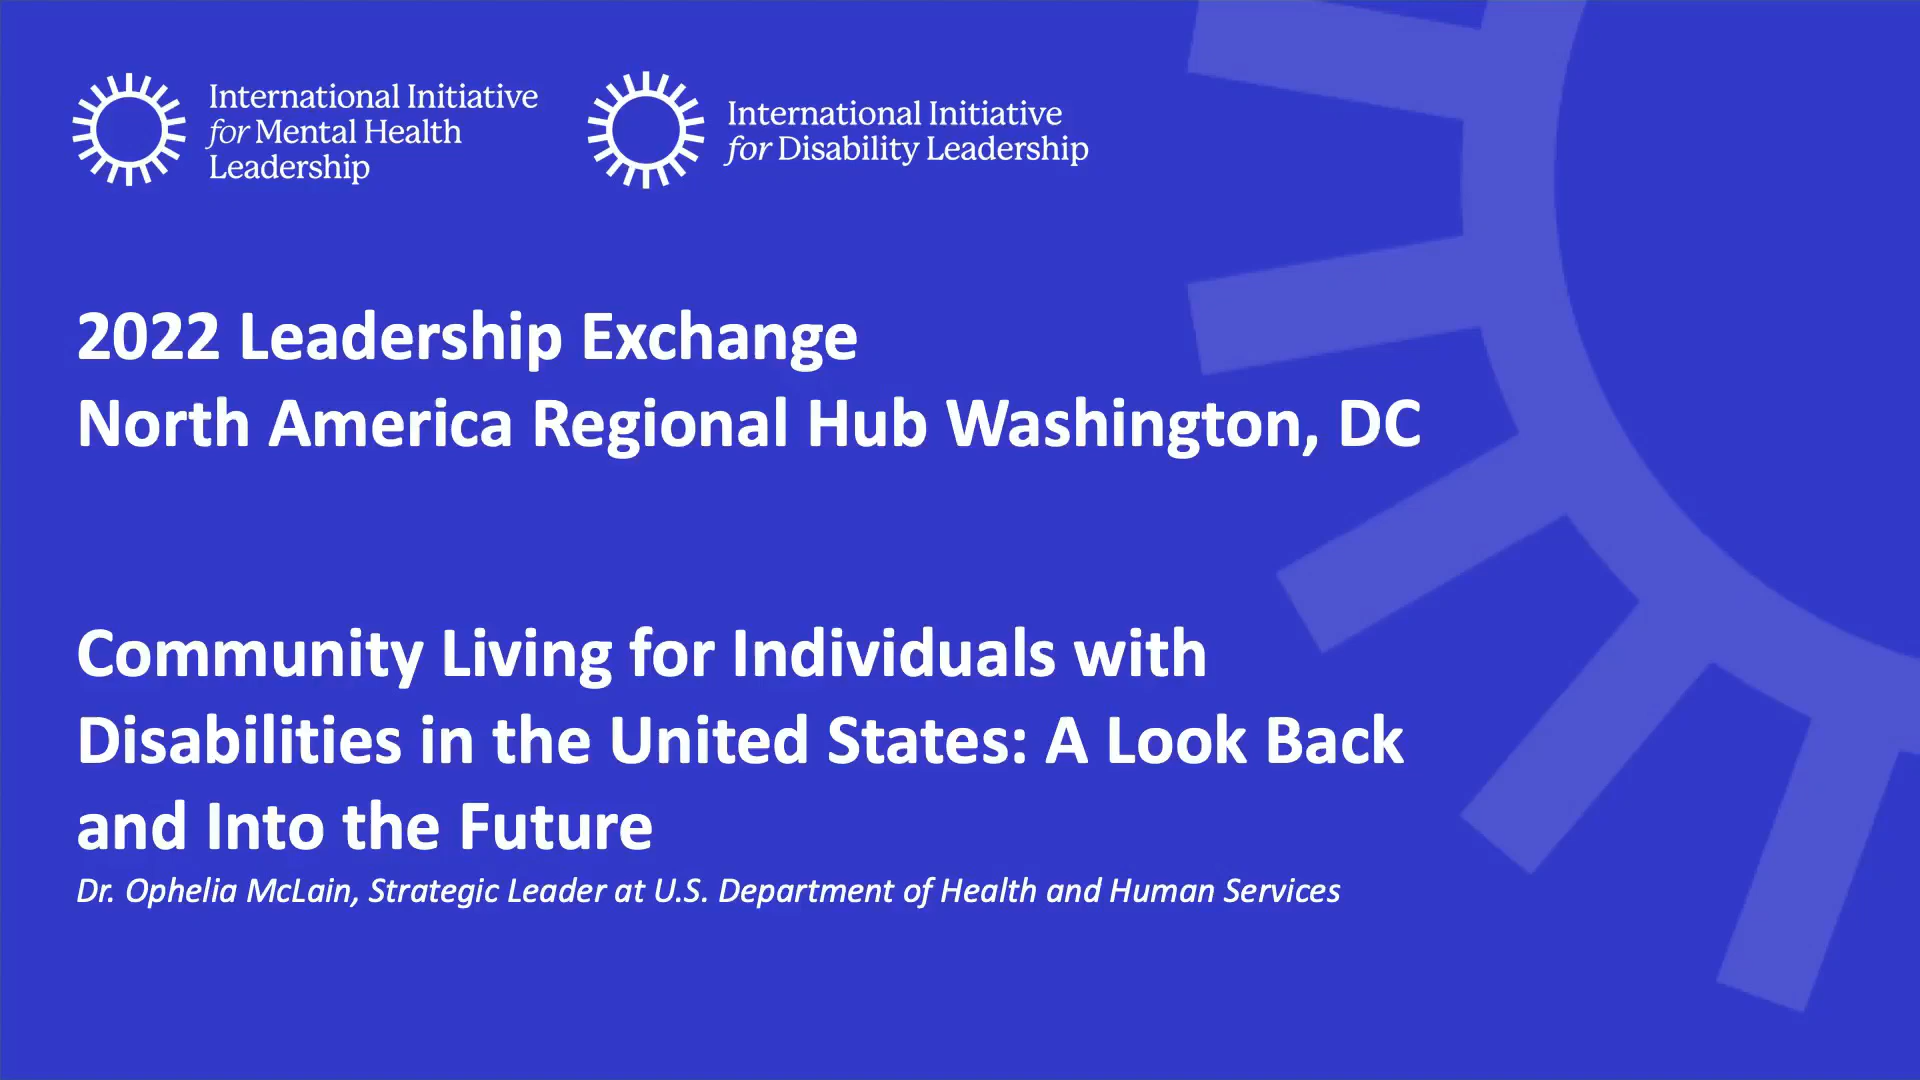 International Initiative
for Mental Health
Leadership
International Initiative
for Disability Leadership
2022 Leadership Exchange
North America Regional Hub Washington, DC
Community Living for Individuals with
Disabilities in the United States: A Look Back
and Into the Future
Dr. Ophelia McLain, Strategic Leader at U.S. Department of Health and Human Services